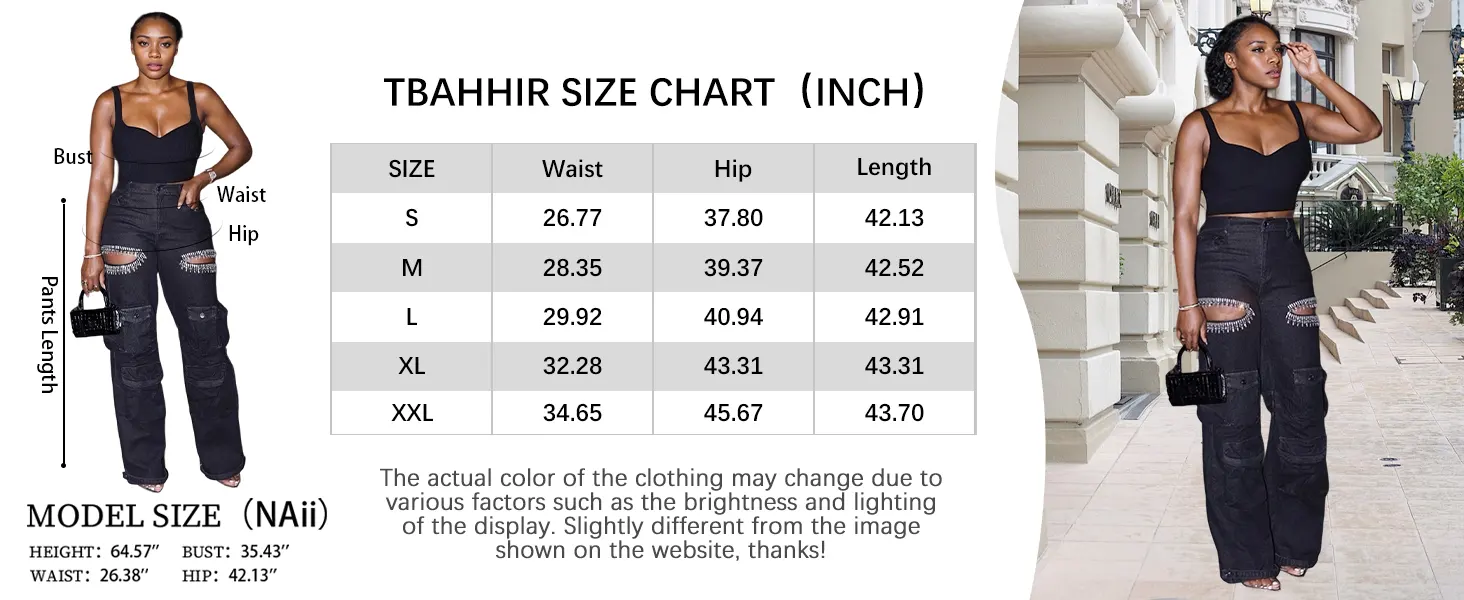 Bust
Waist
Hip
Pants Length
MODEL SIZE（NAii）
HEIGHT：64.57″ BUST：35.43″
WAIST：26.38″ HIP：42.13″
TBAHHIR SIZE CHART（INCH）
SIZE Waist Hip Length
S 26.77 37.80 42.13
M 28.35 39.37 42.52
L 29.92 40.94 42.91
XL 32.28 43.31 43.31
XXL 34.65 45.67 43.70
The actual color of the clothing may change due to
various factors such as the brightness and lighting
of the display. Slightly different from the image
shown on the website, thanks!